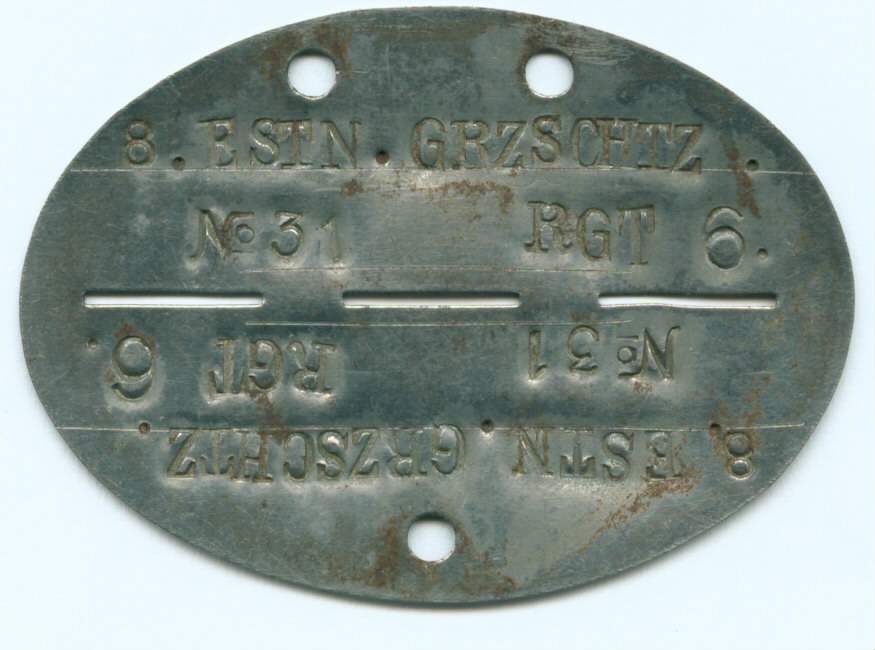 8. ESTN. GRZSCHTZ.
No 31 RGT 6.
No 31 RGT 6.
8. ESTN. GRZSCHTZ.